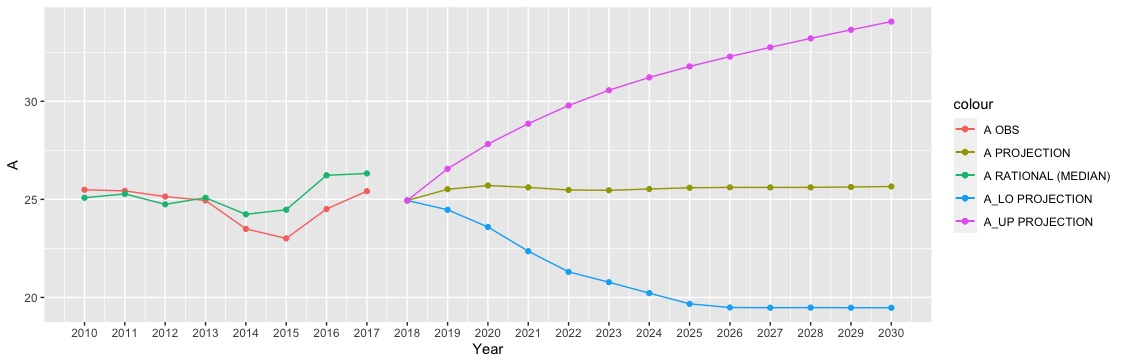 A
30
25
20
2010 2011 2012 2013 2014 2015 2016 2017 2018 2019 2020 2021 2022 2023 2024 2025 2026 2027 2028 2029 2030
Year
colour
A OBS
A PROJECTION
A RATIONAL (MEDIAN)
A_LO PROJECTION
A_UP PROJECTION